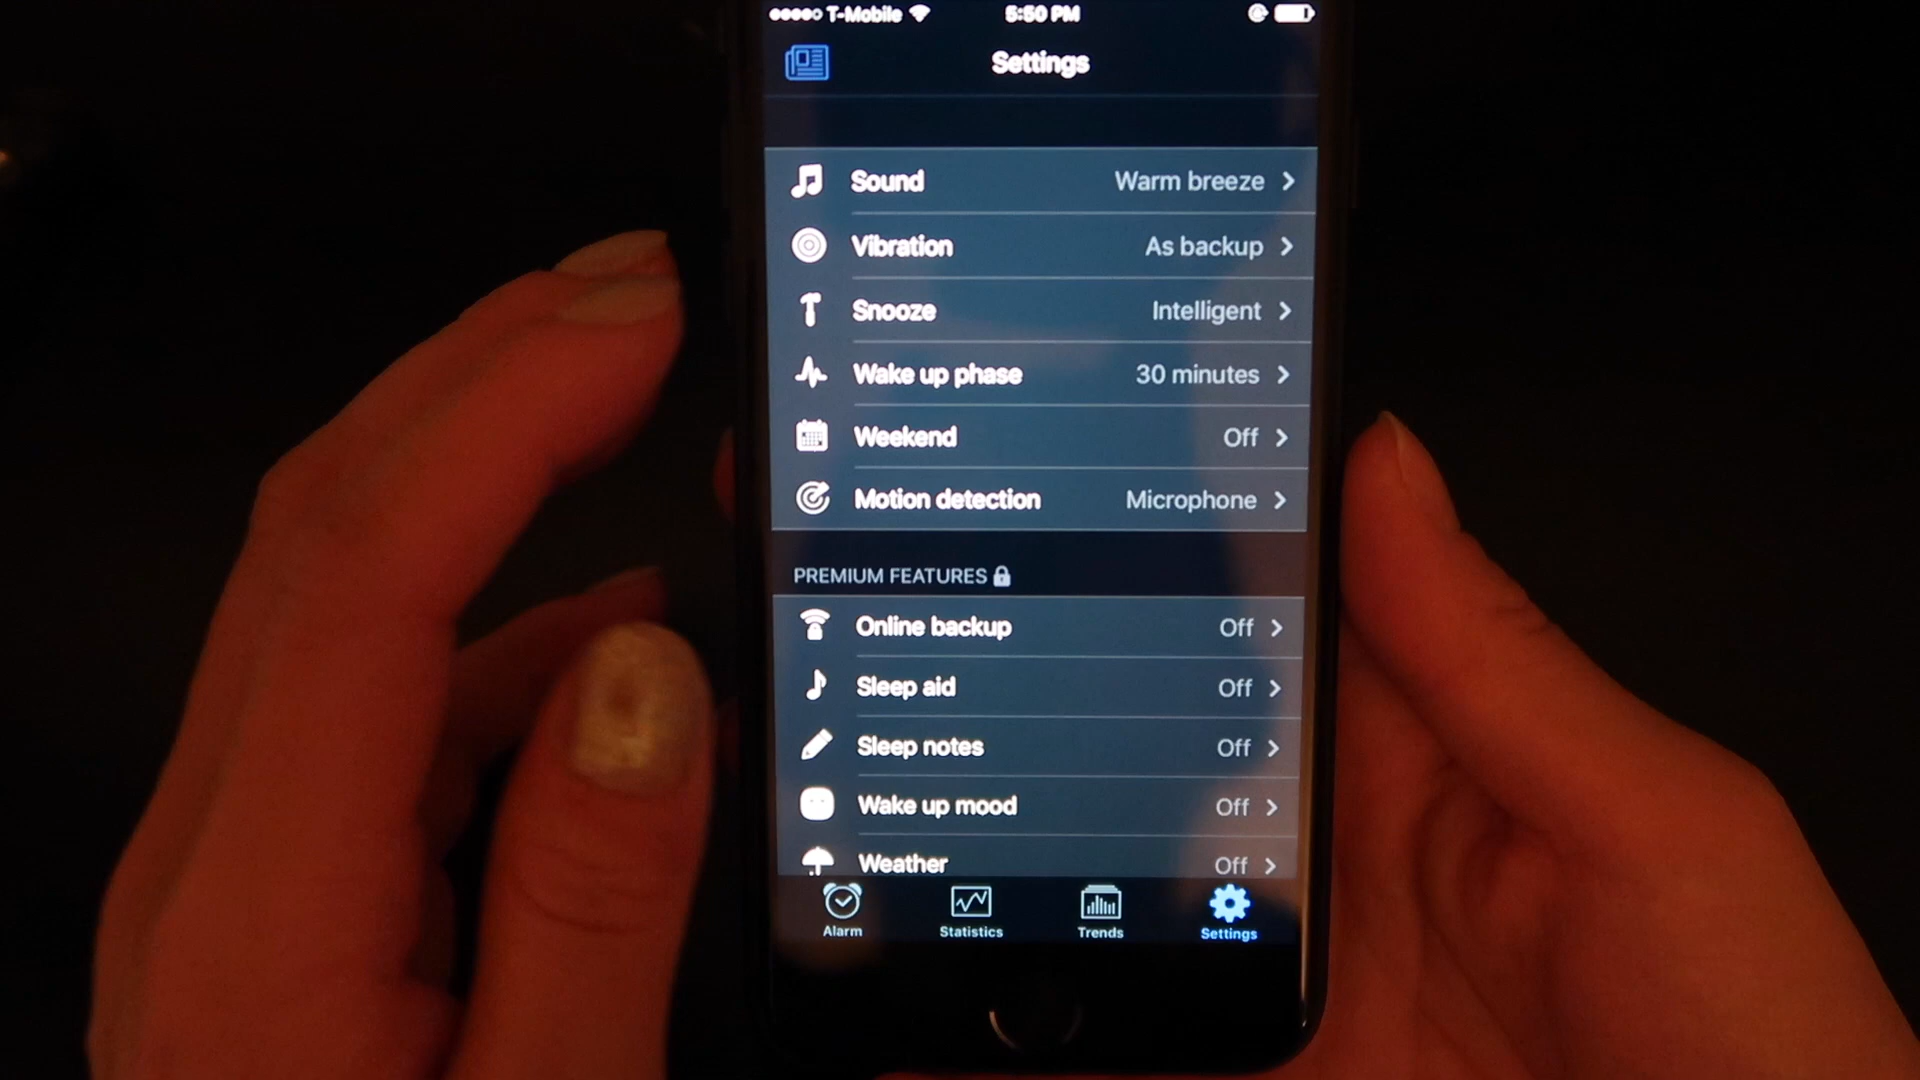 T-Mobile 5:50 PM
Settings
Sound Warm breeze
Vibration As backup
Snooze Intelligent
Wake up phase 30 minutes
Weekend Off
Motion detection Microphone
PREMIUM FEATURES
Online backup Off
Sleep aid Off
Sleep notes Off
Wake up mood Off
Weather Off
Alarm Statistics Trends Settings